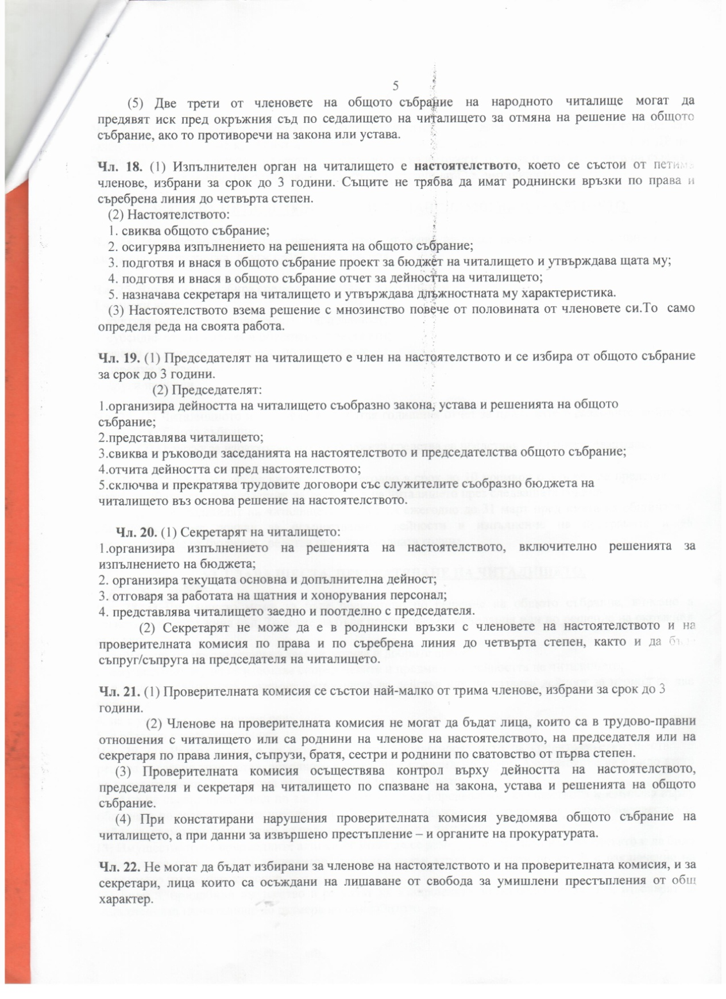 5
(5) Две трети от членовете на общото събрание на народното читалище могат да
предявят иск пред окръжния съд по седалището на читалището за отмяна на решение на общото
събрание, ако то противоречи на закона или устава.
Чл. 18. (1) Изпълнителен орган на читалището е настоятелството, което се състои от петима
членове, избрани за срок до 3 години. Същите не трябва да имат роднински връзки по права и
съребрена линия до четвърта степен.
(2) Настоятелството:
1. свиква общото събрание;
2. осигурява изпълнението на решенията на общото събрание;
3. подготвя и внася в общото събрание проект за бюджет на читалището и утвърждава щата му;
4. подготвя и внася в общото събрание отчет за дейността на читалището;
5. назначава секретаря на читалището и утвърждава длъжностната му характеристика.
(3) Настоятелството взема решение с мнозинство повече от половината от членовете си.То само
определя реда на своята работа.
Чл. 19. (1) Председателят на читалището е член на настоятелството и се избира от общото събрание
за срок до 3 години.
(2) Председателят:
1.организира дейността на читалището съобразно закона, устава и решенията на общото
събрание;
2.представлява читалището;
3.свиква и ръководи заседанията на настоятелството и председателства общото събрание;
4.отчита дейността си пред настоятелството;
5.сключва и прекратява трудовите договори със служителите съобразно бюджета на
читалището въз основа решение на настоятелството.
Чл. 20. (1) Секретарят на читалището:
1.организира изпълнението на решенията на настоятелството, включително решенията за
изпълнението на бюджета;
2. организира текущата основна и допълнителна дейност;
3. отговаря за работата на щатния и хонорувания персонал;
4. представлява читалището заедно и поотделно с председателя.
(2) Секретарят не може да е в роднински връзки с членовете на настоятелството и на
проверителната комисия по права и по съребрена линия до четвърта степен, както и да бъде
съпруг/съпруга на председателя на читалището.
Чл. 21. (1) Проверителната комисия се състои най-малко от трима членове, избрани за срок до 3
години.
(2) Членове на проверителната комисия не могат да бъдат лица, които са в трудово-правни
отношения с читалището или са роднини на членове на настоятелството, на председателя или на
секретаря по права линия, съпрузи, братя, сестри и роднини по сватовство от първа степен.
(3) Проверителната комисия осъществява контрол върху дейността на настоятелството,
председателя и секретаря на читалището по спазване на закона, устава и решенията на общото
събрание.
(4) При констатирани нарушения проверителната комисия уведомява общото събрание на
читалището, а при данни за извършено престъпление – и органите на прокуратурата.
Чл. 22. Не могат да бъдат избирани за членове на настоятелството и на проверителната комисия, и за
секретари, лица които са осъждани на лишаване от свобода за умишлени престъпления от общ
характер.